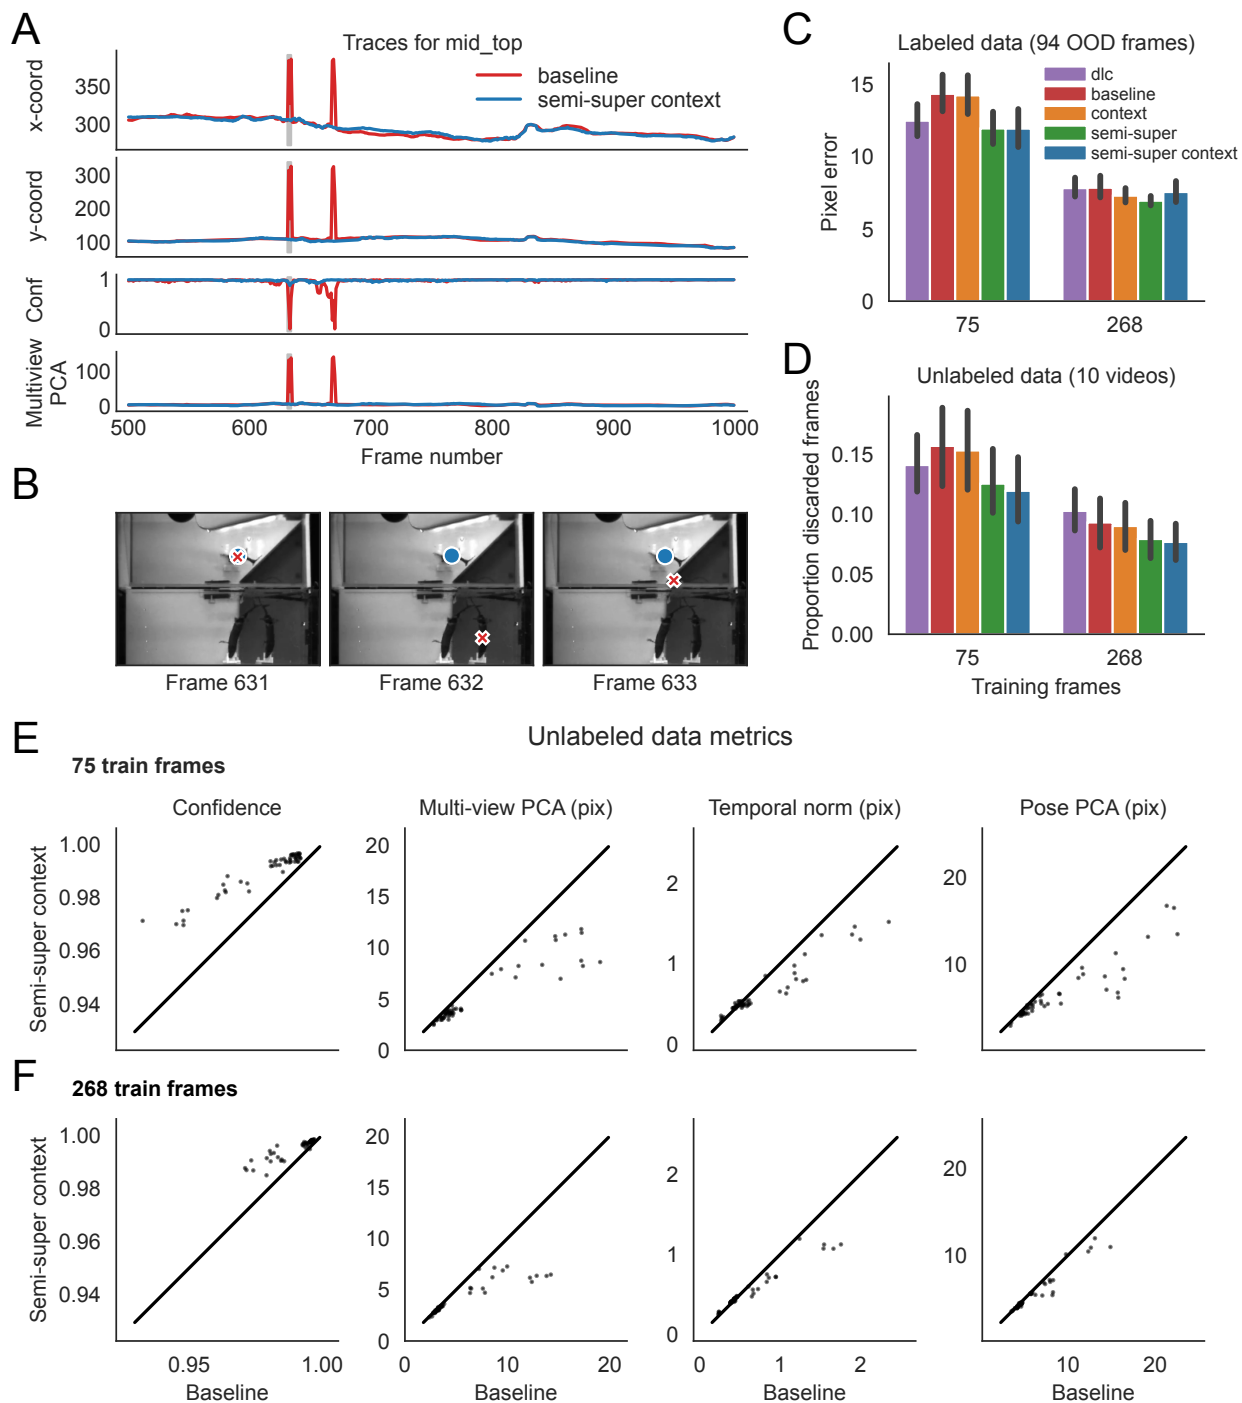 A
Traces for mid_top
x-coord
350
300
baseline
semi-super context
y-coord
300
200
100
Conf
1
0
Multiview
PCA
100
0
500 600 700 800 900 1000
Frame number
B
Frame 631 Frame 632 Frame 633
C
Labeled data (94 OOD frames)
Pixel error
15
10
5
0
dlc
baseline
context
semi-super
semi-super context
75 268
D
Unlabeled data (10 videos)
Proportion discarded frames
0.15
0.10
0.05
0.00
75 268
Training frames
E
Unlabeled data metrics
75 train frames
Confidence
Multi-view PCA (pix)
Temporal norm (pix)
Pose PCA (pix)
Semi-super context
1.00
0.98
0.96
0.94
20
15
10
5
0
2
1
0
20
10
F
268 train frames
Semi-super context
1.00
0.98
0.96
0.94
0.95 1.00
Baseline
20
15
10
5
0
0 10 20
Baseline
2
1
0
0 1 2
Baseline
20
10
10 20
Baseline